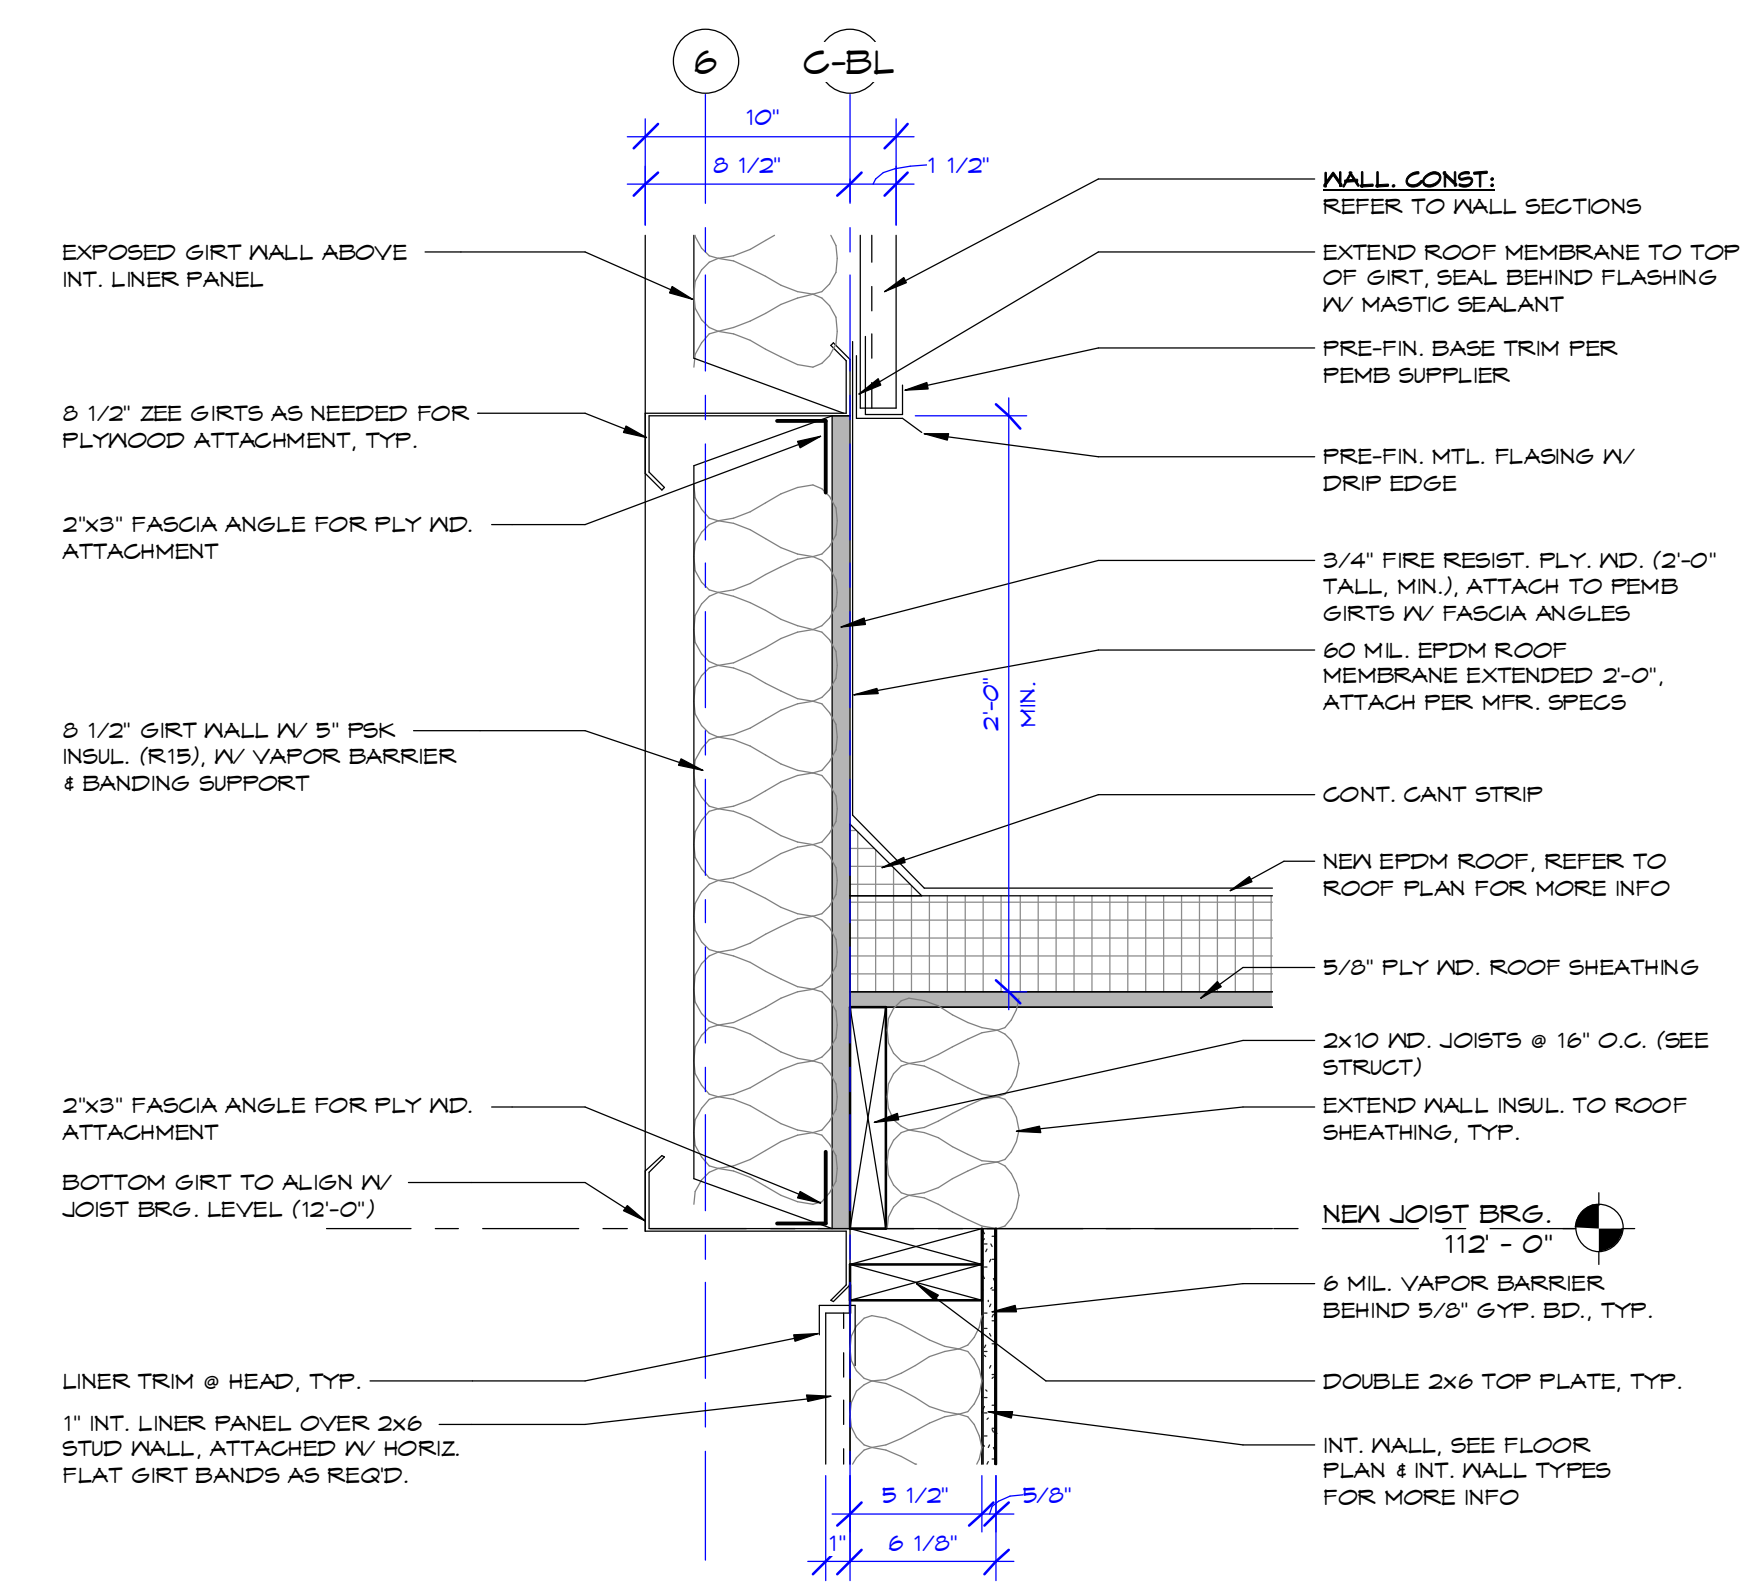 6
C-BL
10"
8 1/2"
1 1/2"
EXPOSED GIRT WALL ABOVE
INT. LINER PANEL
8 1/2" ZEE GIRTS AS NEEDED FOR
PLYWOOD ATTACHMENT, TYP.
2"x3" FASCIA ANGLE FOR PLY WD.
ATTACHMENT
8 1/2" GIRT WALL W/ 5" PSK
INSUL. (R15), W/ VAPOR BARRIER
& BANDING SUPPORT
2"x3" FASCIA ANGLE FOR PLY WD.
ATTACHMENT
BOTTOM GIRT TO ALIGN W/
JOIST BRG. LEVEL (12'-0")
LINER TRIM @ HEAD, TYP.
1" INT. LINER PANEL OVER 2x6
STUD WALL, ATTACHED W/ HORIZ.
FLAT GIRT BANDS AS REQ'D.
WALL. CONST:
REFER TO WALL SECTIONS
EXTEND ROOF MEMBRANE TO TOP
OF GIRT, SEAL BEHIND FLASHING
W/ MASTIC SEALANT
PRE-FIN. BASE TRIM PER
PEMB SUPPLIER
PRE-FIN. MTL. FLASING W/
DRIP EDGE
3/4" FIRE RESIST. PLY. WD. (2'-0"
TALL, MIN.), ATTACH TO PEMB
GIRTS W/ FASCIA ANGLES
60 MIL. EPDM ROOF
MEMBRANE EXTENDED 2'-0",
ATTACH PER MFR. SPECS
2'-0"
MIN.
CONT. CANT STRIP
NEW EPDM ROOF, REFER TO
ROOF PLAN FOR MORE INFO
5/8" PLY WD. ROOF SHEATHING
2x10 WD. JOISTS @ 16" O.C. (SEE
STRUCT)
EXTEND WALL INSUL. TO ROOF
SHEATHING, TYP.
NEW JOIST BRG.
112' - 0"
6 MIL. VAPOR BARRIER
BEHIND 5/8" GYP. BD., TYP.
DOUBLE 2x6 TOP PLATE, TYP.
INT. WALL, SEE FLOOR
PLAN & INT. WALL TYPES
FOR MORE INFO
5 1/2"
5/8"
1"
6 1/8"